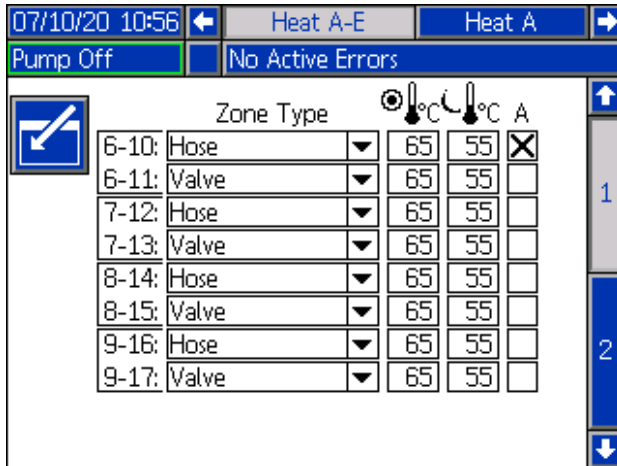 07/10/20 10:56 Heat A-E Heat A
Pump Off No Active Errors
Zone Type °C °C A
6-10: Hose 65 55 X
6-11: Valve 65 55
7-12: Hose 65 55
7-13: Valve 65 55
8-14: Hose 65 55
8-15: Valve 65 55
9-16: Hose 65 55
9-17: Valve 65 55
1
2